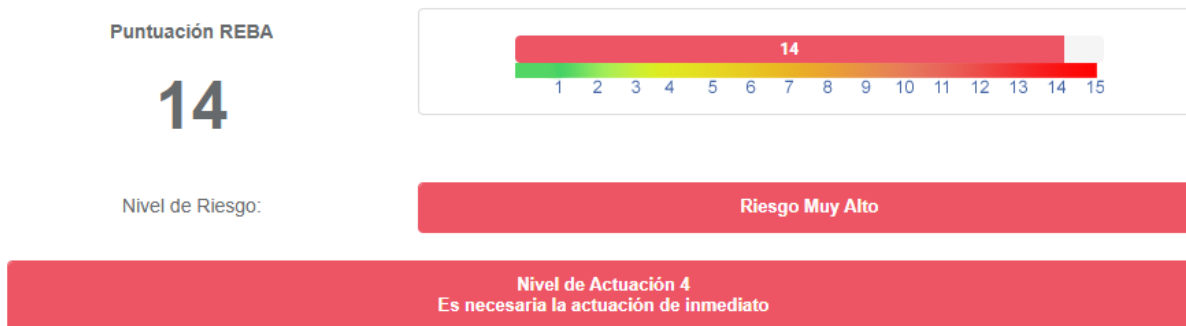 Puntuación REBA
14
14
1 2 3 4 5 6 7 8 9 10 11 12 13 14 15
Nivel de Riesgo:
Riesgo Muy Alto
Nivel de Actuación 4
Es necesaria la actuación de inmediato